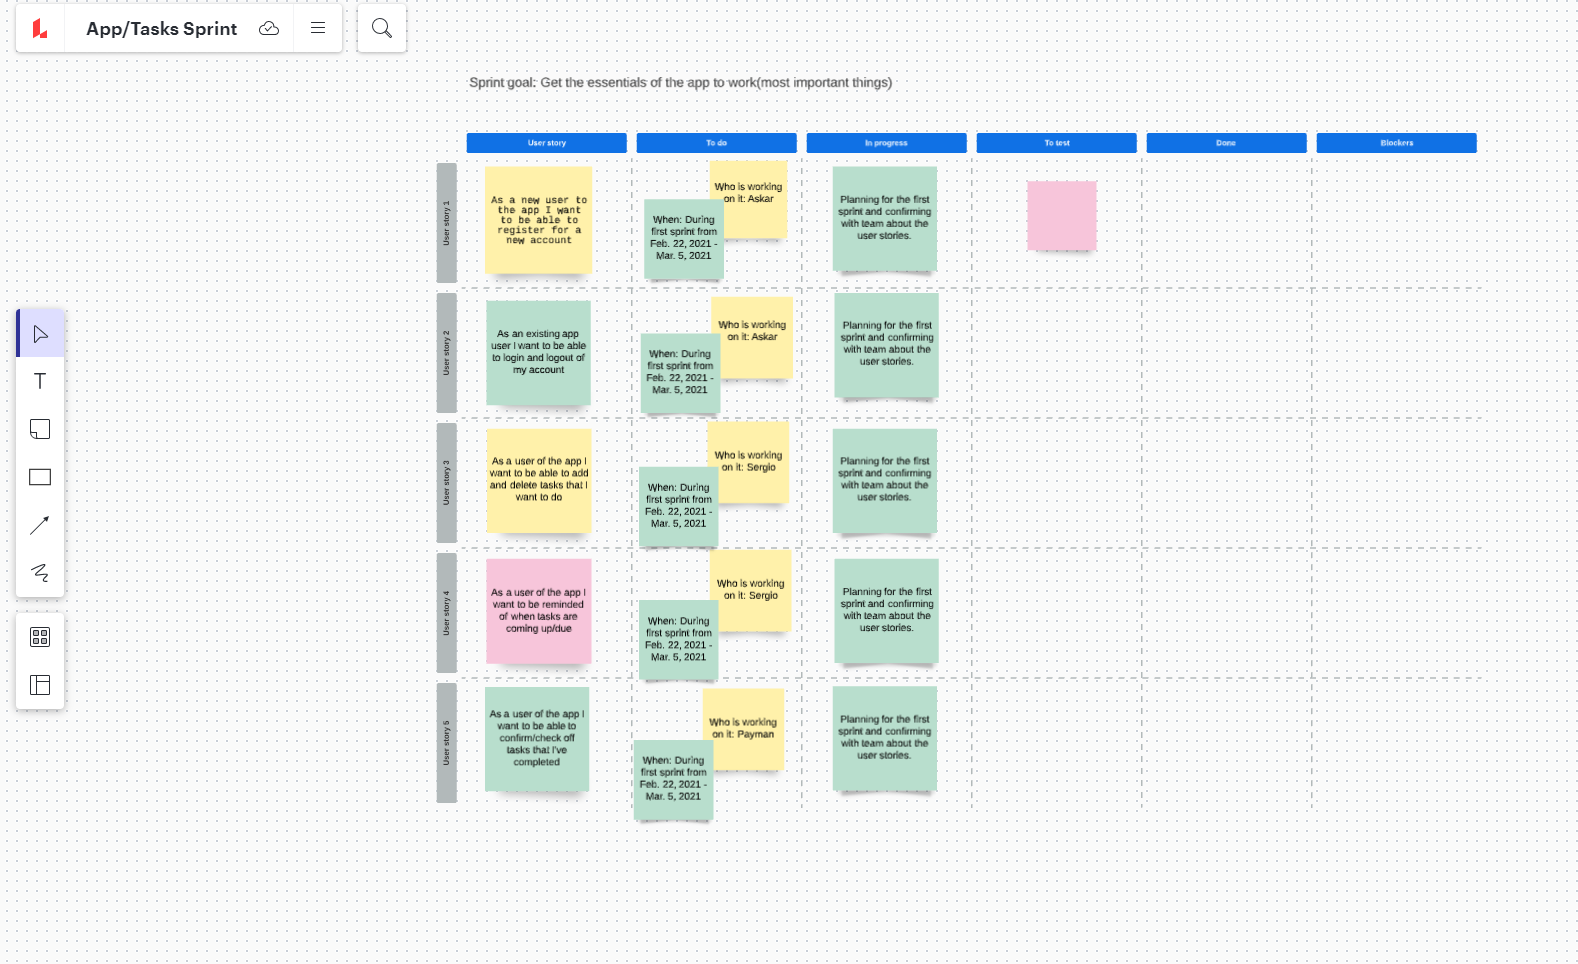 App/Tasks Sprint
Sprint goal: Get the essentials of the app to work(most important things)
User story
To do
In progress
To test
Done
Blockers
User story 1
As a new user to
the app I want
to be able to
register for a
new account
Who is working
on it: Askar
When: During
first sprint from
Feb. 22, 2021 -
Mar. 5, 2021
Planning for the first
sprint and confirming
with team about the
user stories.
User story 2
As an existing app
user I want to be able
to login and logout of
my account
Who is working
on it: Askar
When: During
first sprint from
Feb. 22, 2021 -
Mar. 5, 2021
Planning for the first
sprint and confirming
with team about the
user stories.
User story 3
As a user of the app I
want to be able to add
and delete tasks that I
want to do
Who is working
on it: Sergio
When: During
first sprint from
Feb. 22, 2021 -
Mar. 5, 2021
Planning for the first
sprint and confirming
with team about the
user stories.
User story 4
As a user of the app I
want to be reminded
of when tasks are
coming up/due
Who is working
on it: Sergio
When: During
first sprint from
Feb. 22, 2021 -
Mar. 5, 2021
Planning for the first
sprint and confirming
with team about the
user stories.
User story 5
As a user of the app I
want to be able to
confirm/check off
tasks that I've
completed
Who is working
on it: Payman
When: During
first sprint from
Feb. 22, 2021 -
Mar. 5, 2021
Planning for the first
sprint and confirming
with team about the
user stories.
T